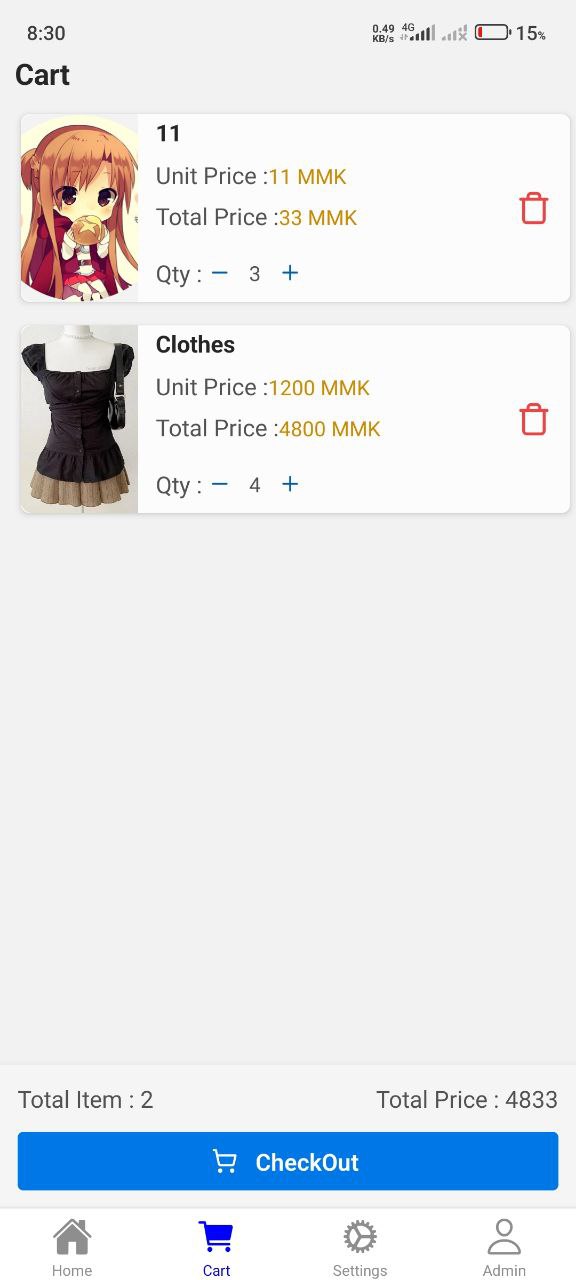 8:30
0.49 KB/s 4G 15%
Cart
11
Unit Price :11 MMK
Total Price :33 MMK
Qty : − 3 +
Clothes
Unit Price :1200 MMK
Total Price :4800 MMK
Qty : − 4 +
Total Item : 2 Total Price : 4833
CheckOut
Home Cart Settings Admin